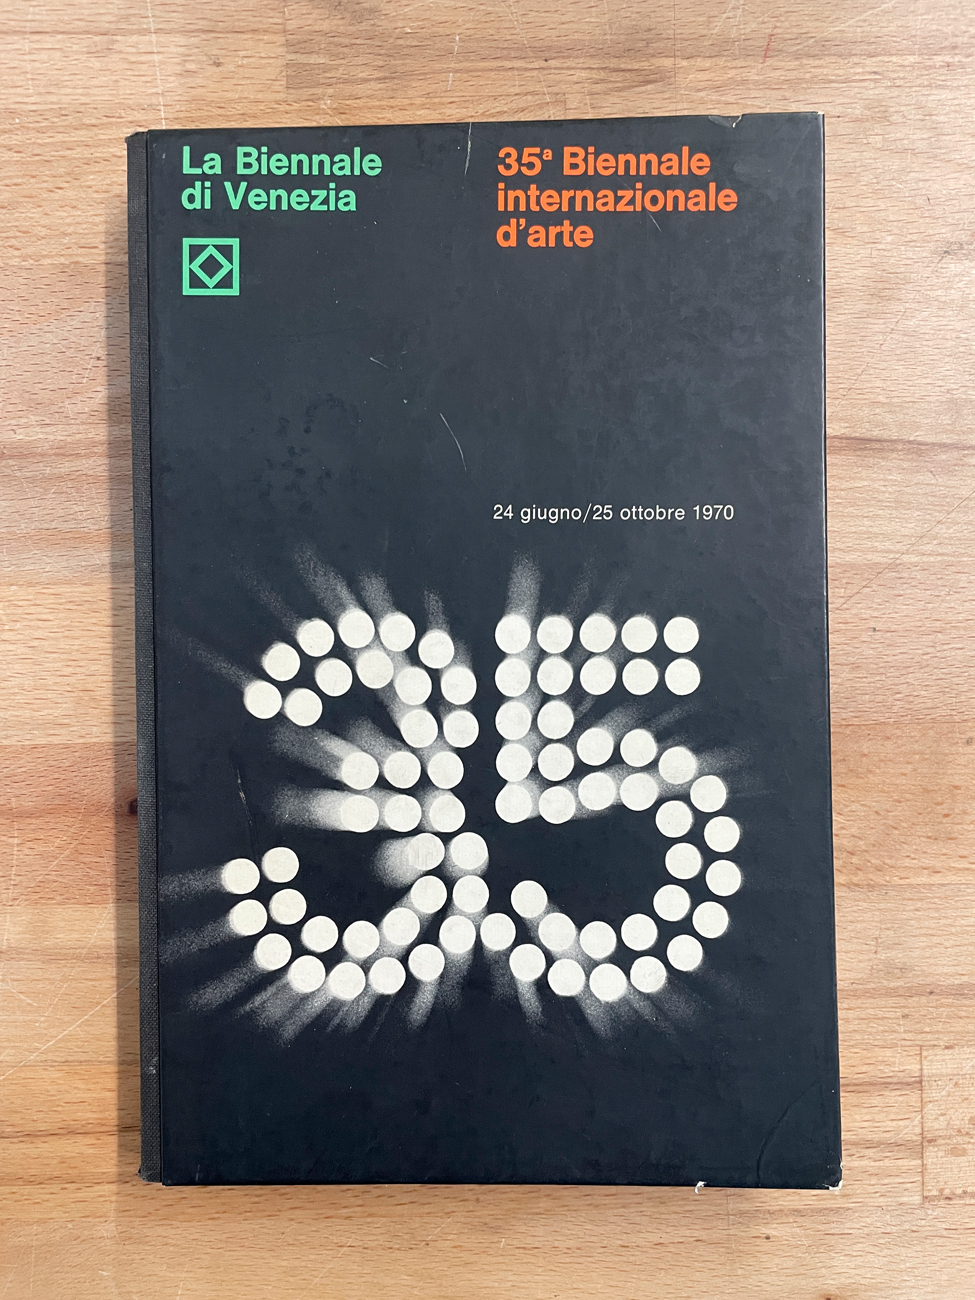 La Biennale
di Venezia
35ª Biennale
internazionale
d'arte
24 giugno/25 ottobre 1970
35